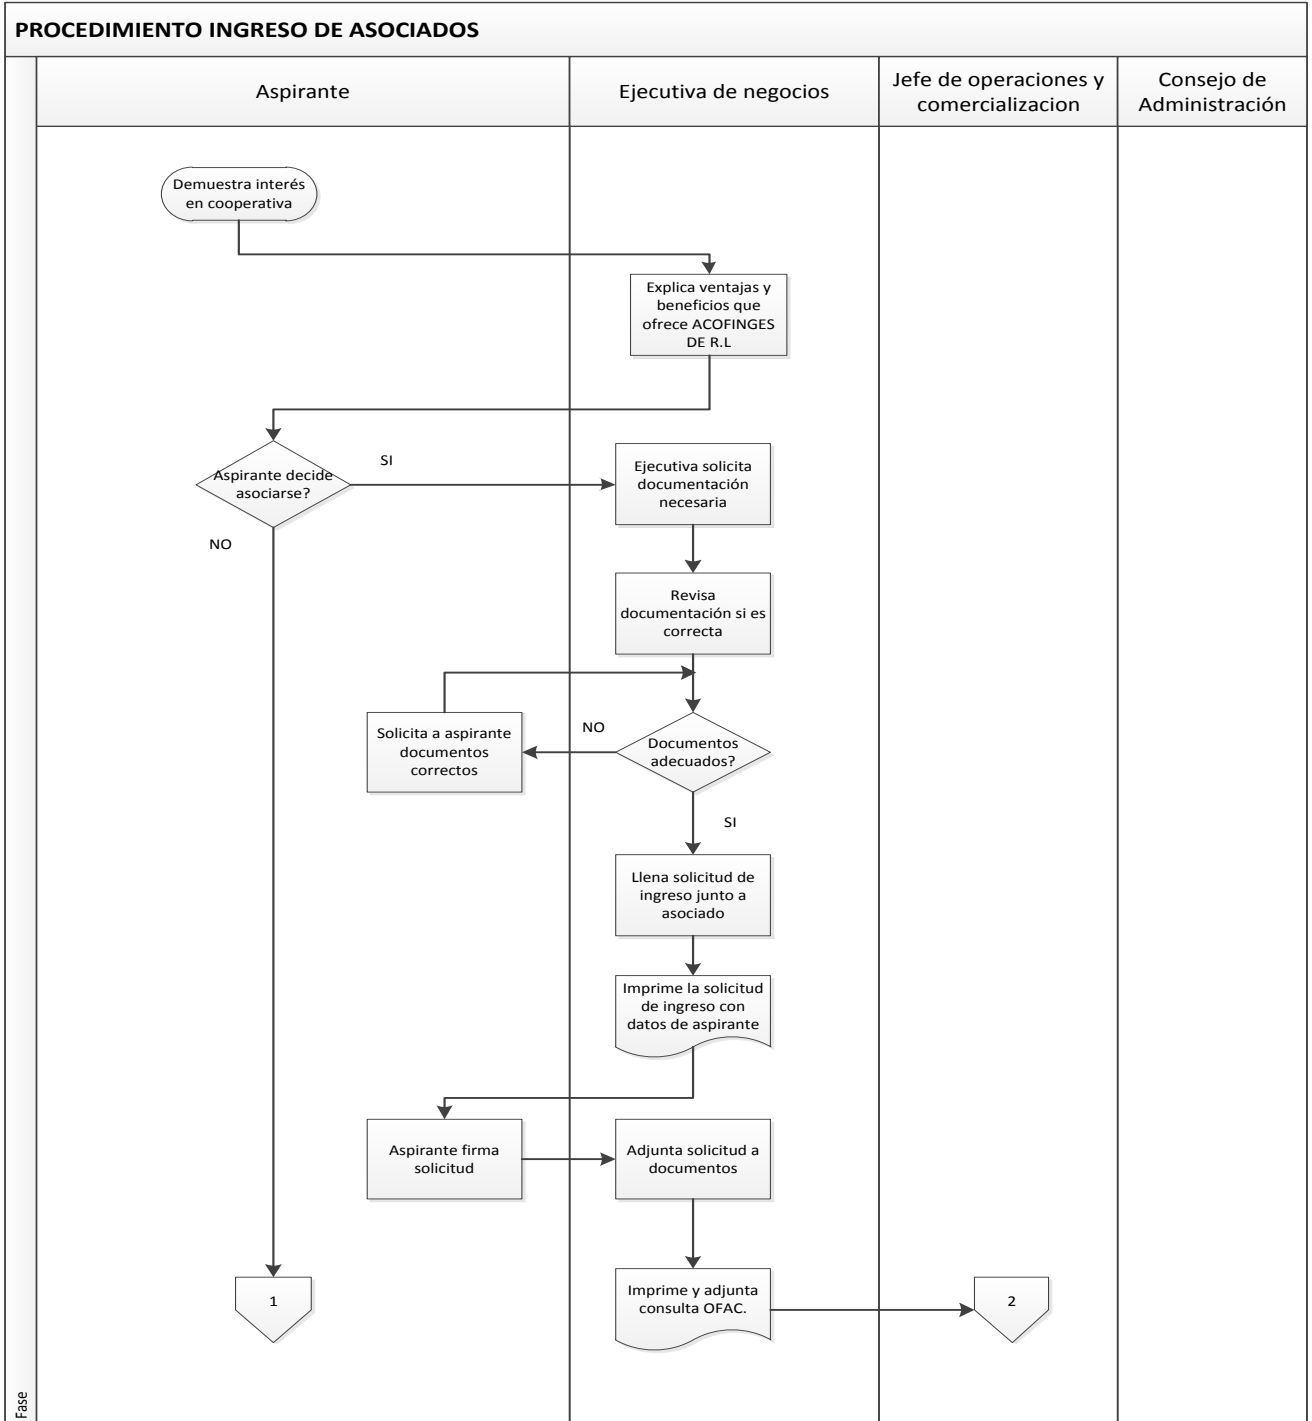 PROCEDIMIENTO INGRESO DE ASOCIADOS
Aspirante
Ejecutiva de negocios
Jefe de operaciones y
comercializacion
Consejo de
Administración
Demuestra interés
en cooperativa
Explica ventajas y
beneficios que
ofrece ACOFINGES
DE R.L
Aspirante decide
asociarse?
SI
NO
Ejecutiva solicita
documentación
necesaria
Revisa
documentación si es
correcta
Solicita a aspirante
documentos
correctos
NO
Documentos
adecuados?
SI
Llena solicitud de
ingreso junto a
asociado
Imprime la solicitud
de ingreso con
datos de aspirante
Aspirante firma
solicitud
Adjunta solicitud a
documentos
1
Imprime y adjunta
consulta OFAC.
2
Fase